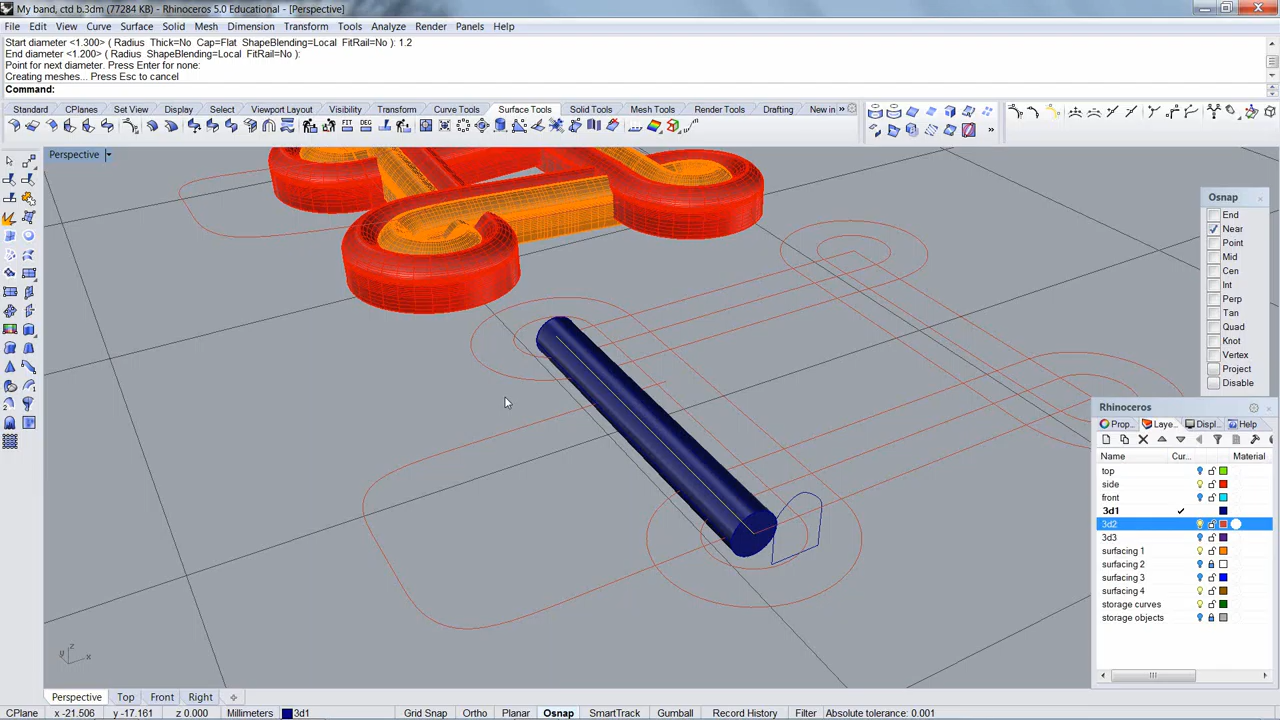 My band, ctd b.3dm (77284 KB) - Rhinoceros 5.0 Educational - [Perspective]
File Edit View Curve Surface Solid Mesh Dimension Transform Tools Analyze Render Panels Help
Start diameter <1.300> ( Radius Thick=No Cap=Flat ShapeBlending=Local FitRail=No ): 1.2
End diameter <1.200> ( Radius ShapeBlending=Local FitRail=No ):
Point for next diameter. Press Enter for none:
Creating meshes... Press Esc to cancel
Command:
Standard CPlanes Set View Display Select Viewport Layout Visibility Transform Curve Tools Surface Tools Solid Tools Mesh Tools Render Tools Drafting New in »
FIT DEG
Perspective
Osnap
End
Near
Point
Mid
Cen
Int
Perp
Tan
Quad
Knot
Vertex
Project
Disable
Rhinoceros
Prop... Laye... Displ... Help
Name Cur... Material
top
side
front
3d1
3d2
3d3
surfacing 1
surfacing 2
surfacing 3
surfacing 4
storage curves
storage objects
z
y x
Perspective Top Front Right
CPlane x -21.506 y -17.161 z 0.000 Millimeters 3d1 Grid Snap Ortho Planar Osnap SmartTrack Gumball Record History Filter Absolute tolerance: 0.001